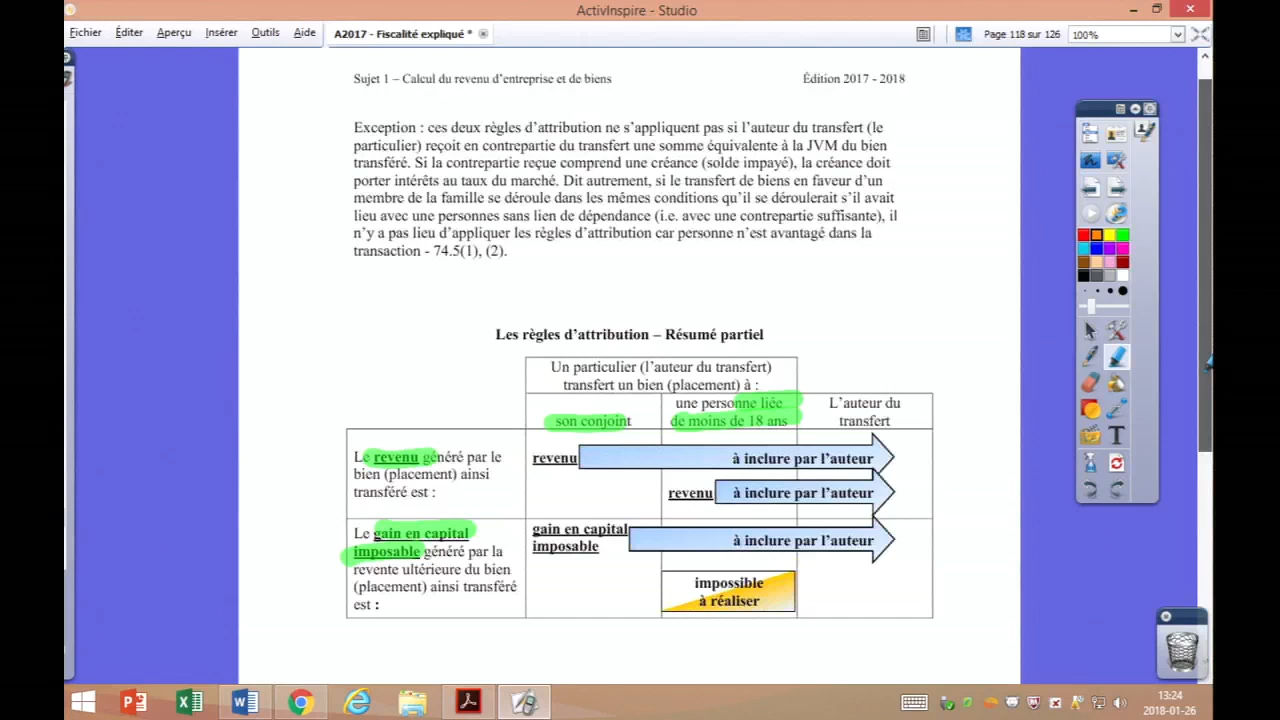 ActivInspire - Studio
Fichier Éditer Aperçu Insérer Outils Aide A2017 - Fiscalité expliqué * Page 118 sur 126 100%
Sujet 1 – Calcul du revenu d'entreprise et de biens Édition 2017 - 2018
Exception : ces deux règles d'attribution ne s'appliquent pas si l'auteur du transfert (le
particulier) reçoit en contrepartie du transfert une somme équivalente à la JVM du bien
transféré. Si la contrepartie reçue comprend une créance (solde impayé), la créance doit
porter intérêts au taux du marché. Dit autrement, si le transfert de biens en faveur d'un
membre de la famille se déroule dans les mêmes conditions qu'il se déroulerait s'il avait
lieu avec une personnes sans lien de dépendance (i.e. avec une contrepartie suffisante), il
n'y a pas lieu d'appliquer les règles d'attribution car personne n'est avantagé dans la
transaction - 74.5(1), (2).
Les règles d'attribution – Résumé partiel
Un particulier (l'auteur du transfert)
transfert un bien (placement) à :
son conjoint
une personne liée
de moins de 18 ans
L'auteur du
transfert
Le revenu généré par le
bien (placement) ainsi
transféré est :
revenu à inclure par l'auteur
revenu à inclure par l'auteur
Le gain en capital
imposable généré par la
revente ultérieure du bien
(placement) ainsi transféré
est :
gain en capital
imposable
à inclure par l'auteur
impossible
à réaliser
13:24
2018-01-26